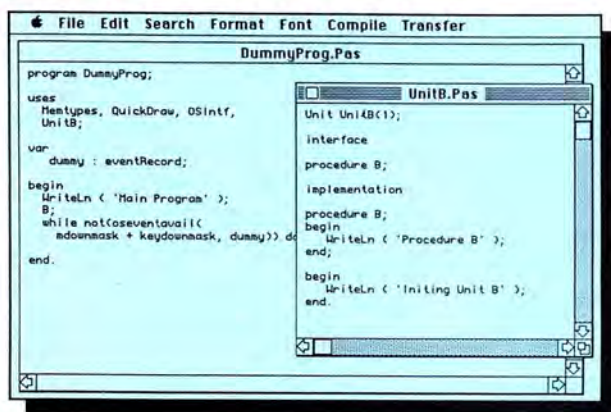 File Edit Search Format Font Compile Transfer
DummyProg.Pas
program DummyProg;
uses
Memtypes, QuickDraw, OSIntf,
UnitB;
var
dummy : eventRecord;
begin
WriteLn ( 'Main Program' );
B;
while not(oseventavail(
mdownmask + keydownmask, dummy)) do
end.
UnitB.Pas
Unit UnitB(1);
interface
procedure B;
implementation
procedure B;
begin
WriteLn ( 'Procedure B' );
end;
begin
WriteLn ( 'Initing Unit B' );
end.